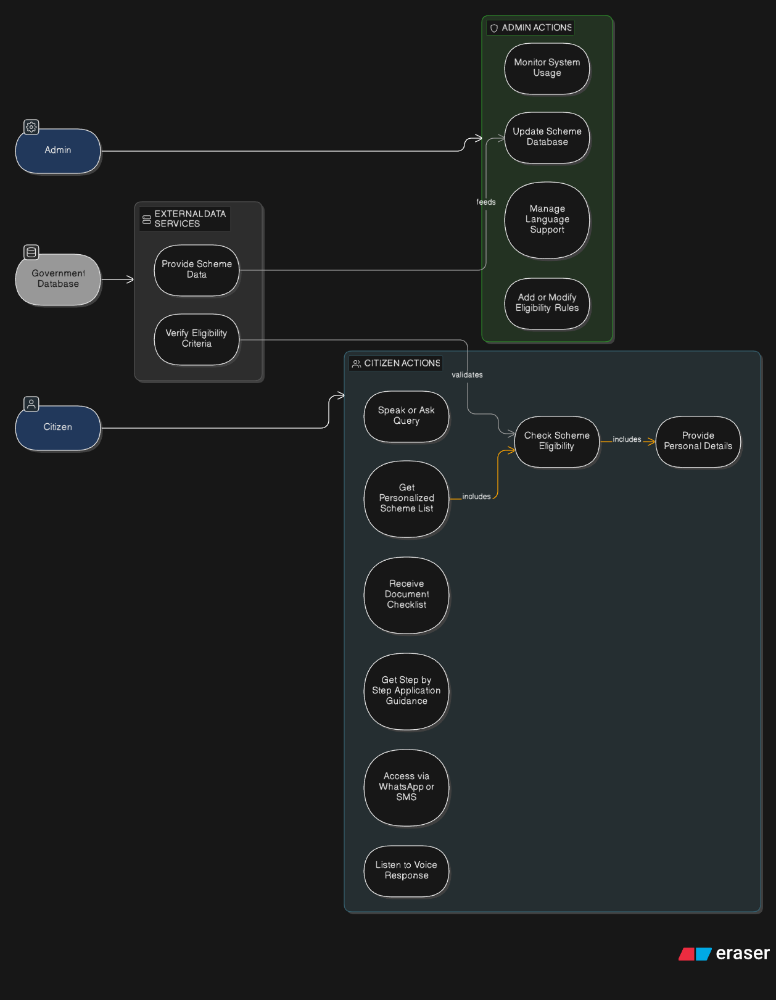 ADMIN ACTIONS
Monitor System
Usage
Update Scheme
Database
feeds
Manage
Language
Support
Add or Modify
Eligibility Rules
Admin
EXTERNALDATA
SERVICES
Government
Database
Provide Scheme
Data
Verify Eligibility
Criteria
Citizen
CITIZEN ACTIONS
validates
Speak or Ask
Query
Check Scheme
Eligibility
includes
Provide
Personal Details
Get
Personalized
Scheme List
includes
Receive
Document
Checklist
Get Step by
Step Application
Guidance
Access via
WhatsApp or
SMS
Listen to Voice
Response
eraser